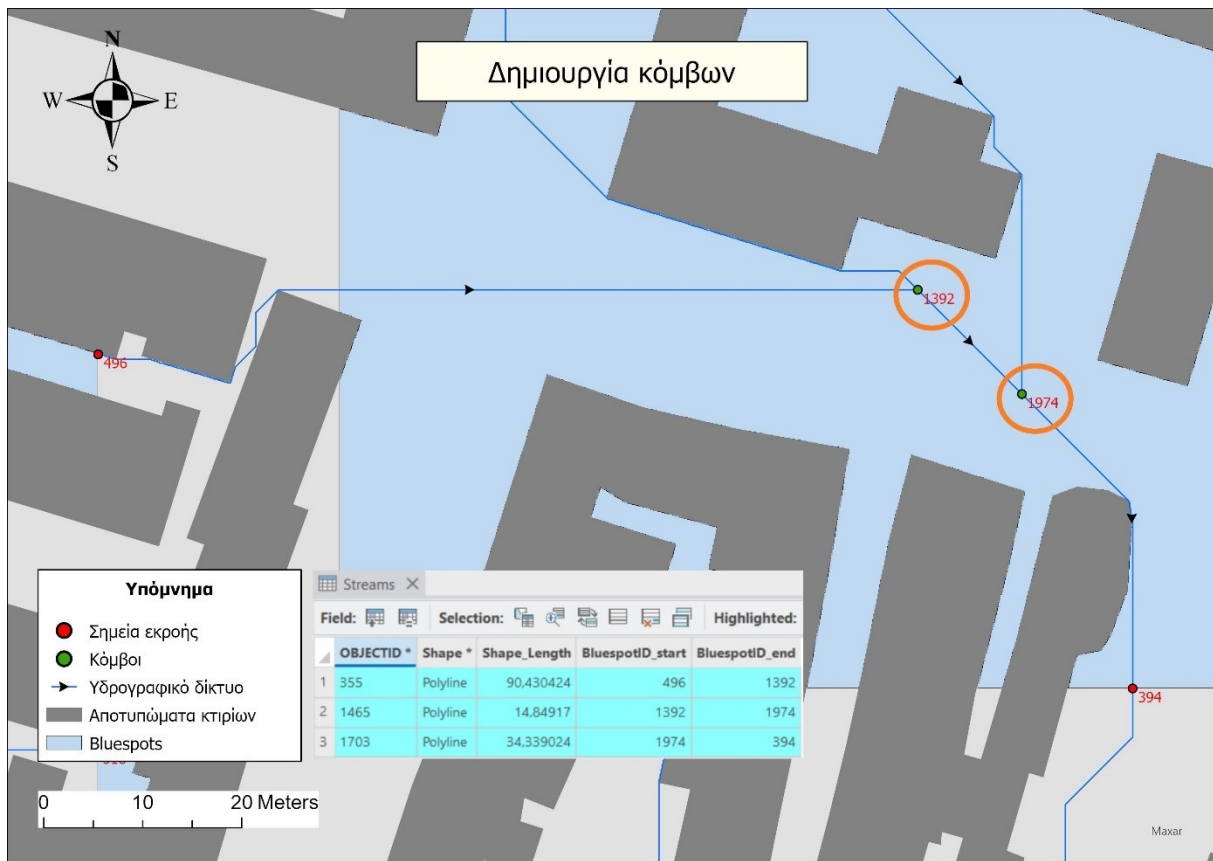 Δημιουργία κόμβων
N
W E
S
1392
496
1974
394
Υπόμνημα
Σημεία εκροής
Κόμβοι
Υδρογραφικό δίκτυο
Αποτυπώματα κτιρίων
Bluespots
0 10 20 Meters
Streams
Field: Selection: Highlighted:
OBJECTID * Shape * Shape_Length BluespotID_start BluespotID_end
1 355 Polyline 90,430424 496 1392
2 1465 Polyline 14,84917 1392 1974
3 1703 Polyline 34,339024 1974 394
Maxar